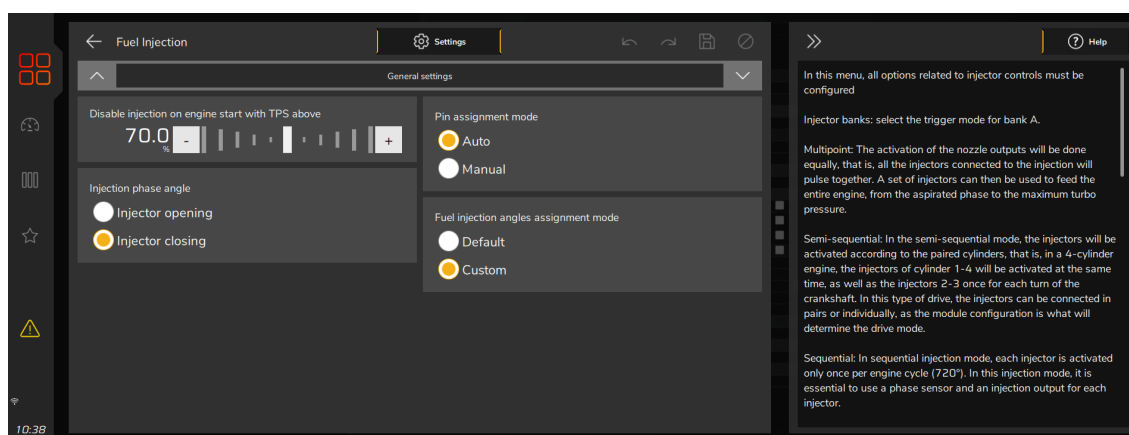 Fuel Injection
Settings
General settings
Disable injection on engine start with TPS above
70.0
%
-
+
Injection phase angle
Injector opening
Injector closing
Pin assignment mode
Auto
Manual
Fuel injection angles assignment mode
Default
Custom
10:38
Help
In this menu, all options related to injector controls must be
configured
Injector banks: select the trigger mode for bank A.
Multipoint: The activation of the nozzle outputs will be done
equally, that is, all the injectors connected to the injection will
pulse together. A set of injectors can then be used to feed the
entire engine, from the aspirated phase to the maximum turbo
pressure.
Semi-sequential: In the semi-sequential mode, the injectors will be
activated according to the paired cylinders, that is, in a 4-cylinder
engine, the injectors of cylinder 1-4 will be activated at the same
time, as well as the injectors 2-3 once for each turn of the
crankshaft. In this type of drive, the injectors can be connected in
pairs or individually, as the module configuration is what will
determine the drive mode.
Sequential: In sequential injection mode, each injector is activated
only once per engine cycle (720°). In this injection mode, it is
essential to use a phase sensor and an injection output for each
injector.